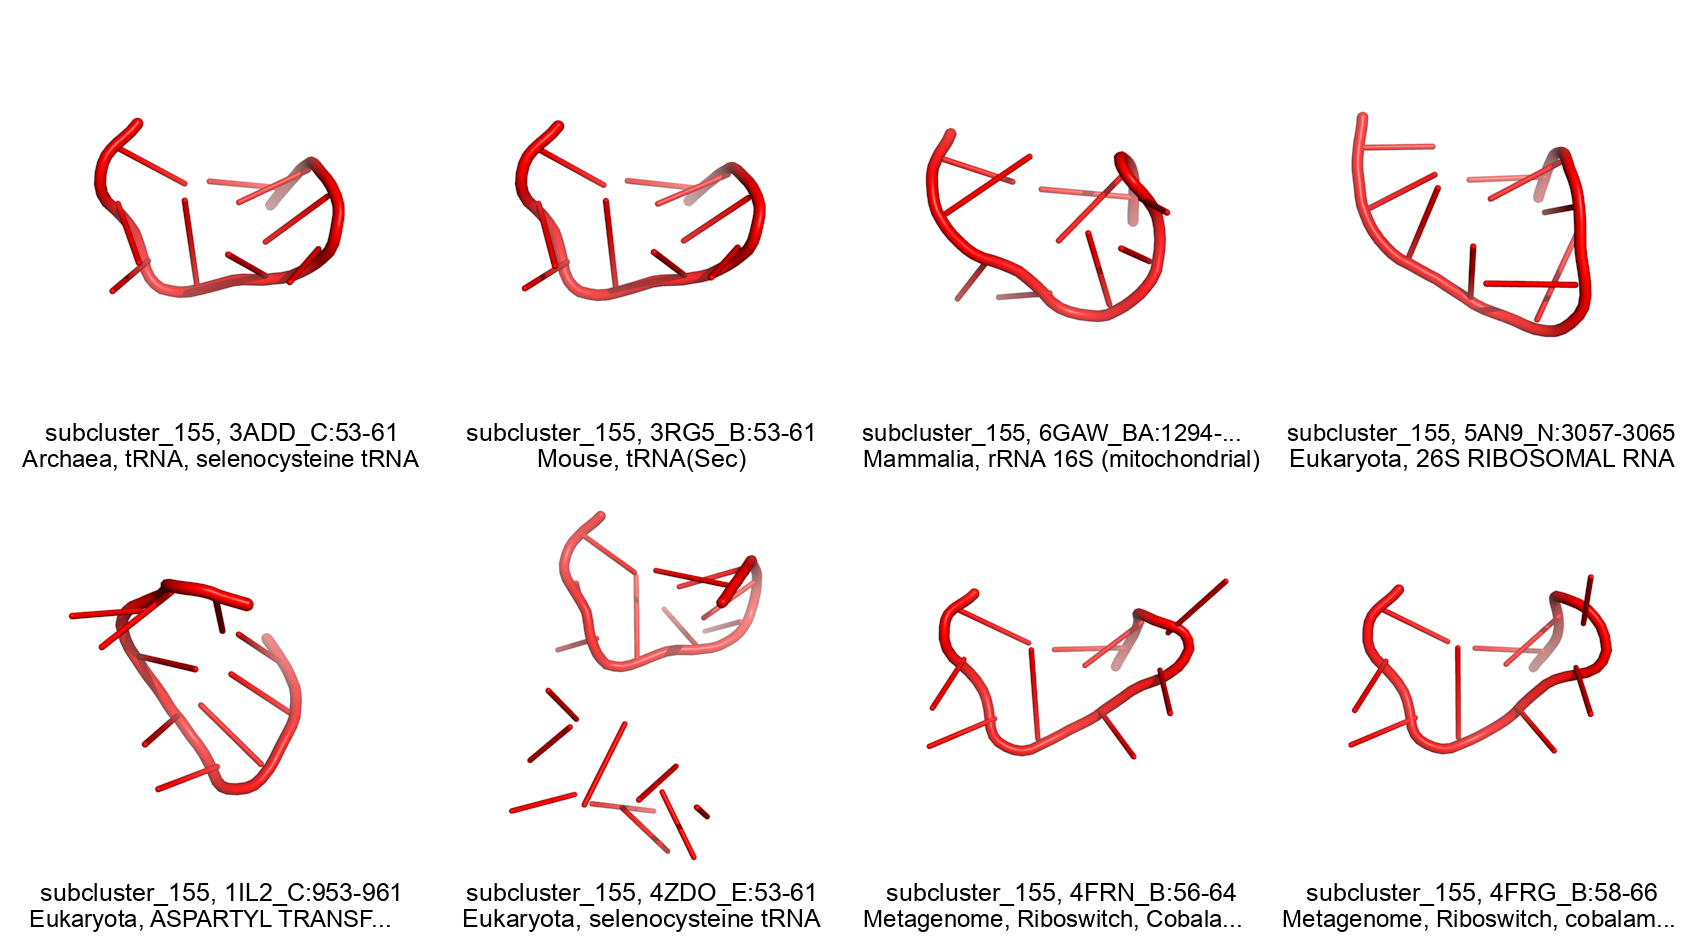 subcluster_155, 3ADD_C:53-61
Archaea, tRNA, selenocysteine tRNA
subcluster_155, 3RG5_B:53-61
Mouse, tRNA(Sec)
subcluster_155, 6GAW_BA:1294-...
Mammalia, rRNA 16S (mitochondrial)
subcluster_155, 5AN9_N:3057-3065
Eukaryota, 26S RIBOSOMAL RNA
subcluster_155, 1IL2_C:953-961
Eukaryota, ASPARTYL TRANSF...
subcluster_155, 4ZDO_E:53-61
Eukaryota, selenocysteine tRNA
subcluster_155, 4FRN_B:56-64
Metagenome, Riboswitch, Cobala...
subcluster_155, 4FRG_B:58-66
Metagenome, Riboswitch, cobalam...